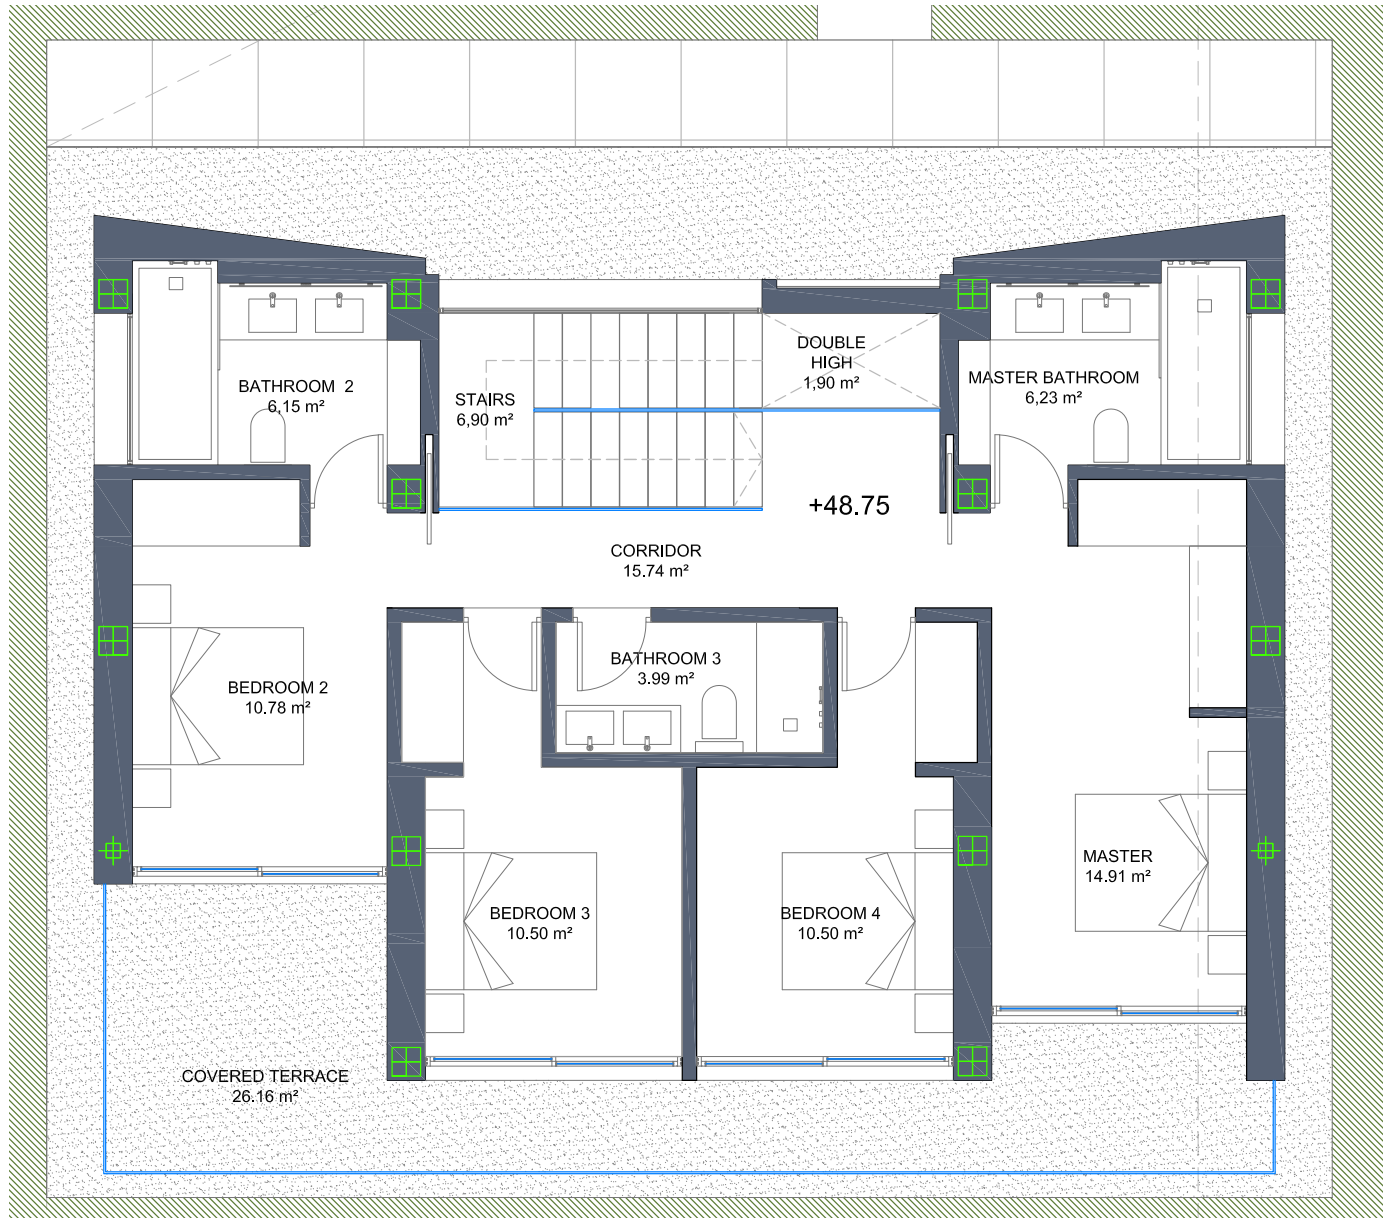 DOUBLE
HIGH
1,90 m²
BATHROOM 2
6,15 m²
STAIRS
6,90 m²
MASTER BATHROOM
6,23 m²
+48.75
CORRIDOR
15.74 m²
BATHROOM 3
3.99 m²
BEDROOM 2
10.78 m²
MASTER
14.91 m²
BEDROOM 3
10.50 m²
BEDROOM 4
10.50 m²
COVERED TERRACE
26.16 m²